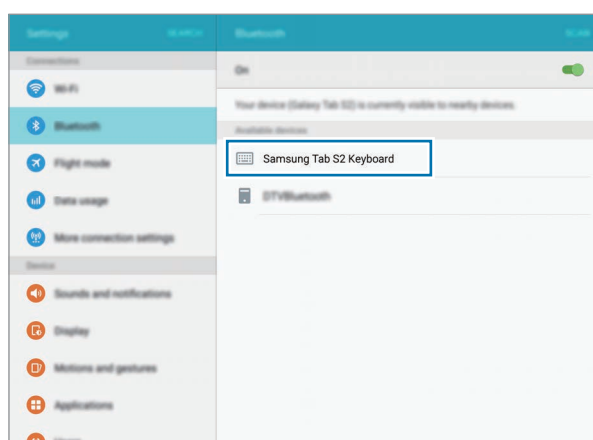 Settings SEARCH
Connections
Wi-Fi
Bluetooth
Flight mode
Data usage
More connection settings
Device
Sounds and notifications
Display
Motions and gestures
Applications
Bluetooth SCAN
On
Your device (Galaxy Tab S2) is currently visible to nearby devices.
Available devices
Samsung Tab S2 Keyboard
DTVBluetooth